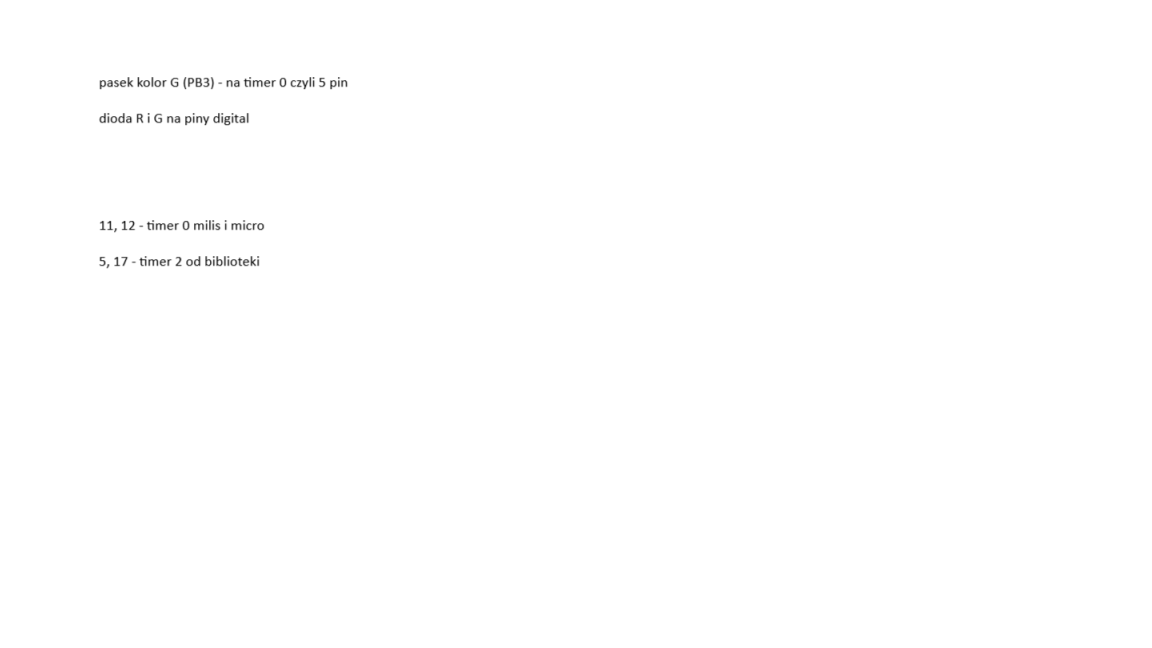 pasek kolor G (PB3) - na timer 0 czyli 5 pin
dioda R i G na piny digital
11, 12 - timer 0 milis i micro
5, 17 - timer 2 od biblioteki